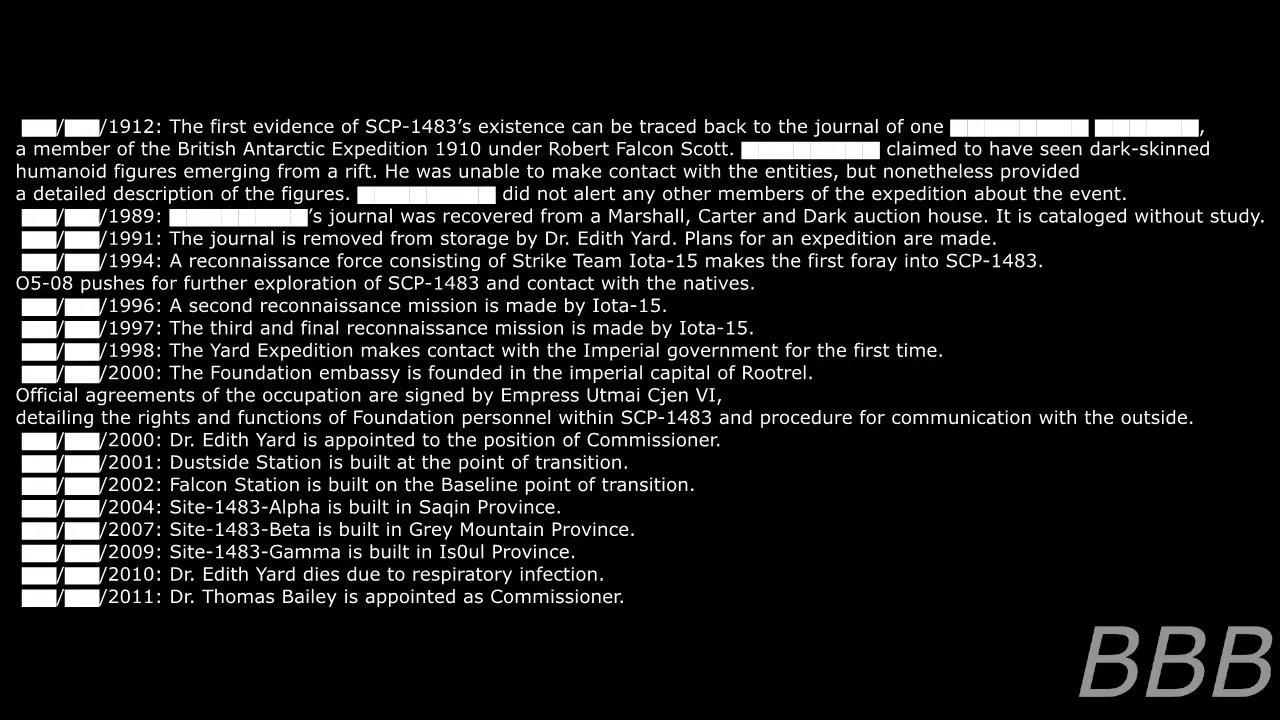 ███/███/1912: The first evidence of SCP-1483’s existence can be traced back to the journal of one ████████████ █████████,
a member of the British Antarctic Expedition 1910 under Robert Falcon Scott. ████████████ claimed to have seen dark-skinned
humanoid figures emerging from a rift. He was unable to make contact with the entities, but nonetheless provided
a detailed description of the figures. ████████████ did not alert any other members of the expedition about the event.
███/███/1989: ████████████’s journal was recovered from a Marshall, Carter and Dark auction house. It is cataloged without study.
███/███/1991: The journal is removed from storage by Dr. Edith Yard. Plans for an expedition are made.
███/███/1994: A reconnaissance force consisting of Strike Team Iota-15 makes the first foray into SCP-1483.
O5-08 pushes for further exploration of SCP-1483 and contact with the natives.
███/███/1996: A second reconnaissance mission is made by Iota-15.
███/███/1997: The third and final reconnaissance mission is made by Iota-15.
███/███/1998: The Yard Expedition makes contact with the Imperial government for the first time.
███/███/2000: The Foundation embassy is founded in the imperial capital of Rootrel.
Official agreements of the occupation are signed by Empress Utmai Cjen VI,
detailing the rights and functions of Foundation personnel within SCP-1483 and procedure for communication with the outside.
███/███/2000: Dr. Edith Yard is appointed to the position of Commissioner.
███/███/2001: Dustside Station is built at the point of transition.
███/███/2002: Falcon Station is built on the Baseline point of transition.
███/███/2004: Site-1483-Alpha is built in Saqin Province.
███/███/2007: Site-1483-Beta is built in Grey Mountain Province.
███/███/2009: Site-1483-Gamma is built in Is0ul Province.
███/███/2010: Dr. Edith Yard dies due to respiratory infection.
███/███/2011: Dr. Thomas Bailey is appointed as Commissioner.
BBB